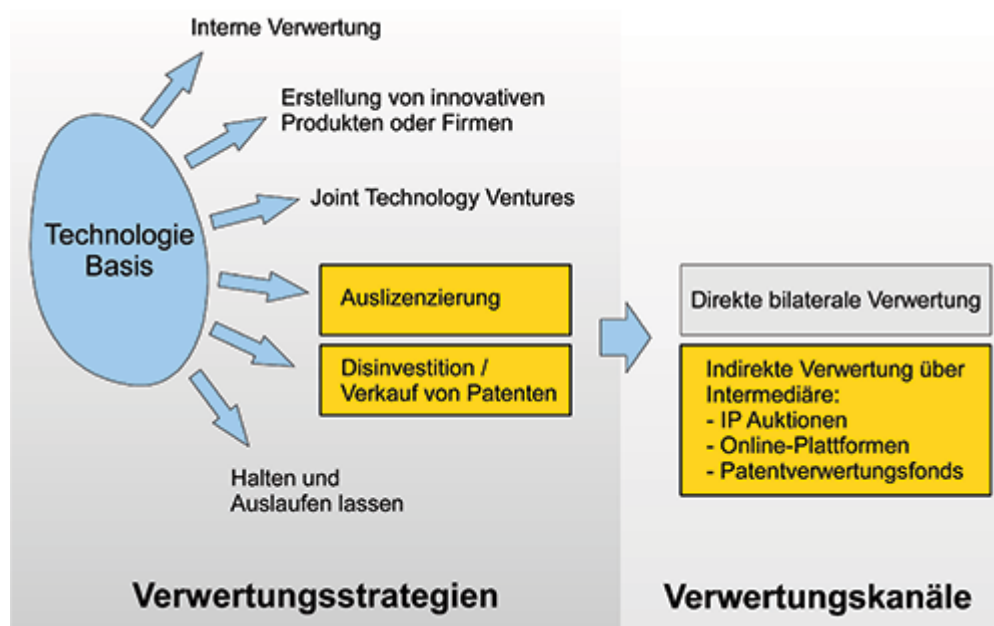 Interne Verwertung
Erstellung von innovativen
Produkten oder Firmen
Joint Technology Ventures
Technologie
Basis
Auslizenzierung
Disinvestition /
Verkauf von Patenten
Halten und
Auslaufen lassen
Verwertungsstrategien
Direkte bilaterale Verwertung
Indirekte Verwertung über
Intermediäre:
- IP Auktionen
- Online-Plattformen
- Patentverwertungsfonds
Verwertungskanäle